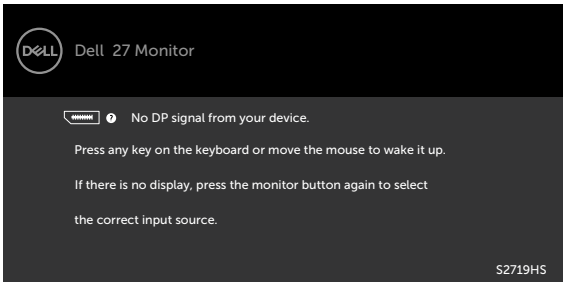 DELL
Dell 27 Monitor
? No DP signal from your device.
Press any key on the keyboard or move the mouse to wake it up.
If there is no display, press the monitor button again to select
the correct input source.
S2719HS